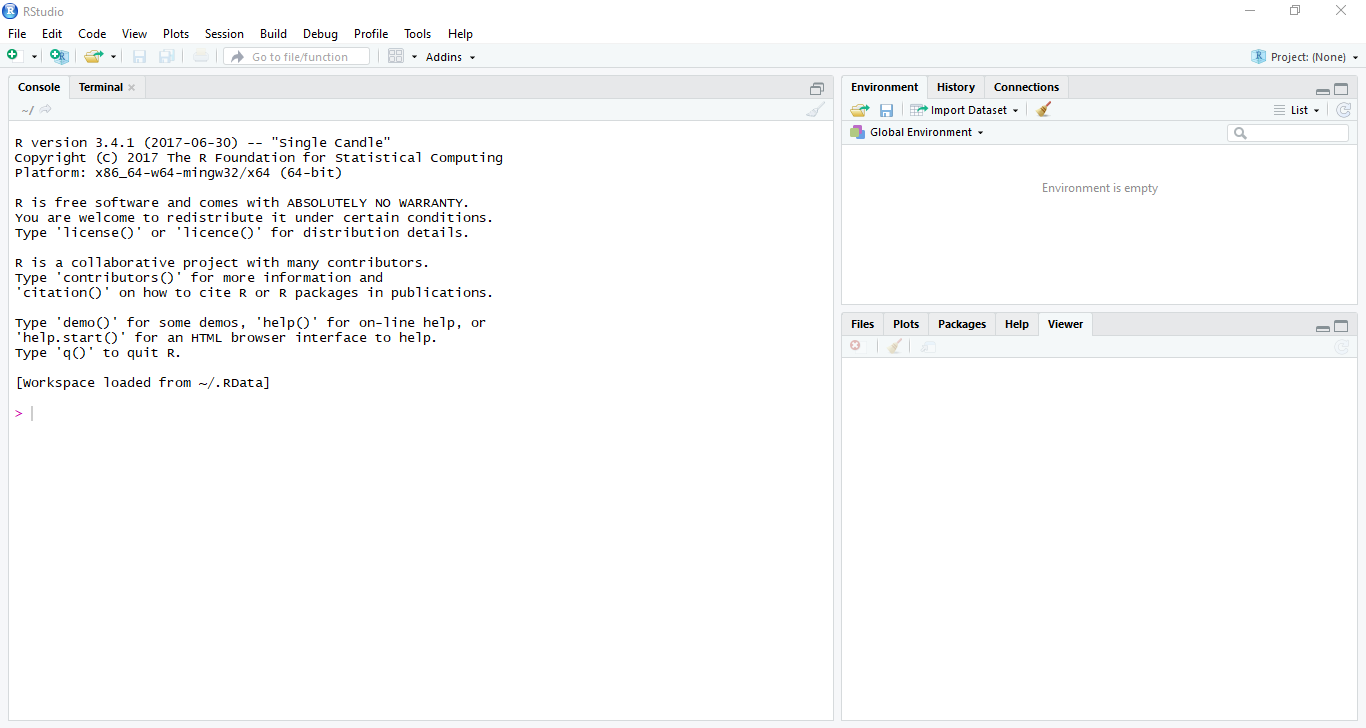 RStudio
File Edit Code View Plots Session Build Debug Profile Tools Help
Go to file/function Addins Project: (None)
Console Terminal
~/
R version 3.4.1 (2017-06-30) -- "Single Candle"
Copyright (C) 2017 The R Foundation for Statistical Computing
Platform: x86_64-w64-mingw32/x64 (64-bit)
R is free software and comes with ABSOLUTELY NO WARRANTY.
You are welcome to redistribute it under certain conditions.
Type 'license()' or 'licence()' for distribution details.
R is a collaborative project with many contributors.
Type 'contributors()' for more information and
'citation()' on how to cite R or R packages in publications.
Type 'demo()' for some demos, 'help()' for on-line help, or
'help.start()' for an HTML browser interface to help.
Type 'q()' to quit R.
[Workspace loaded from ~/.RData]
>
Environment History Connections
Import Dataset List
Global Environment
Environment is empty
Files Plots Packages Help Viewer